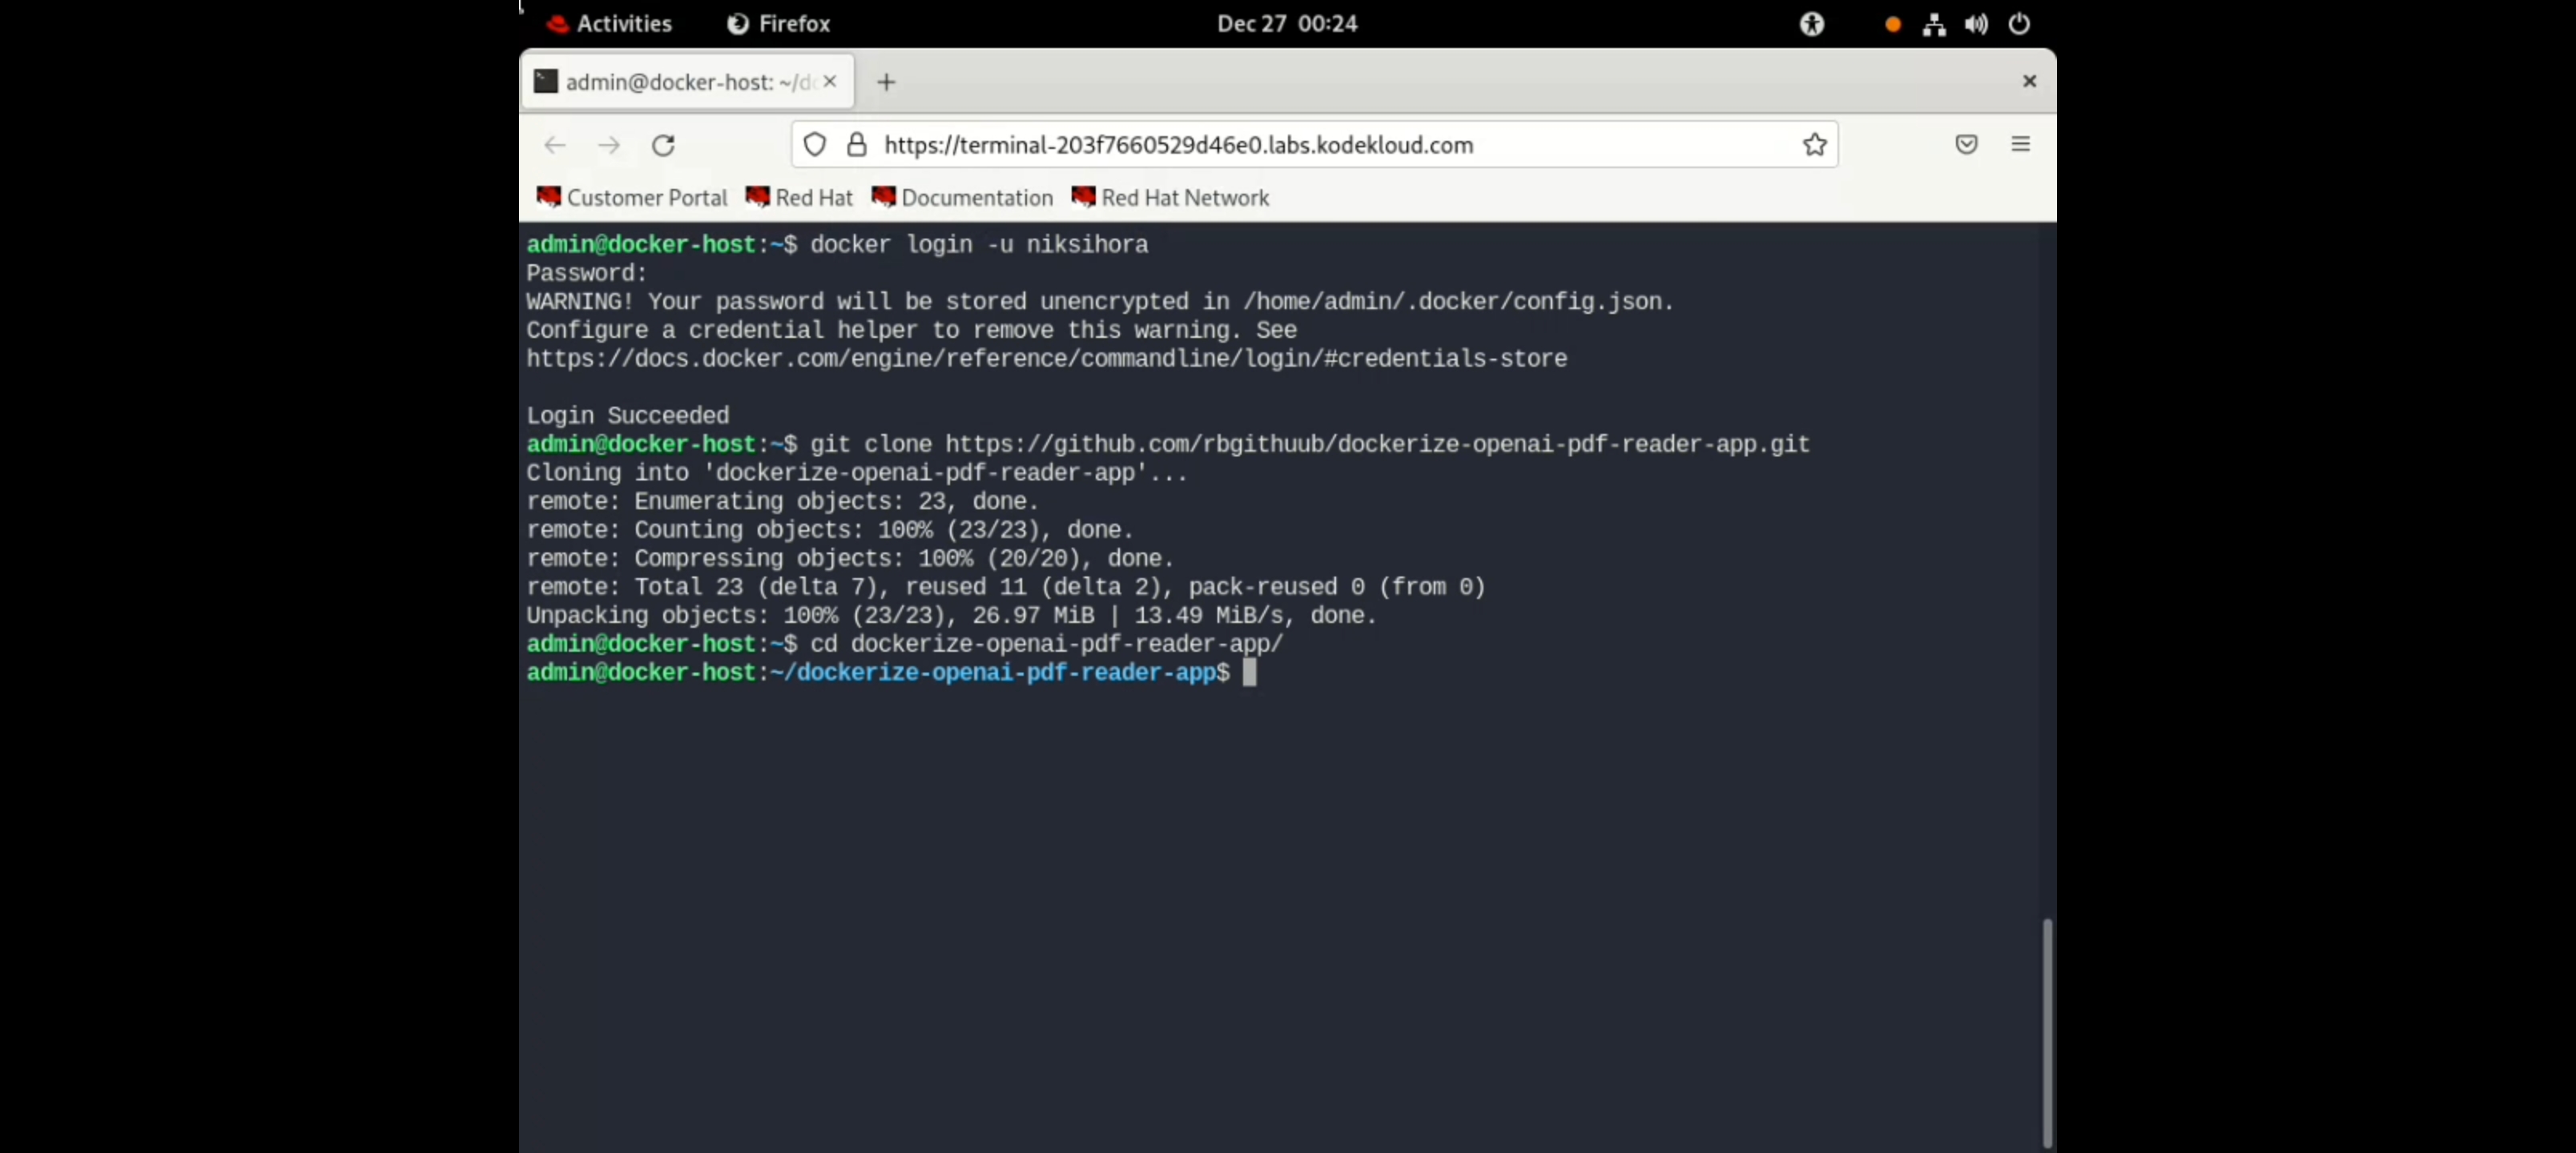 Activities Firefox Dec 27 00:24
admin@docker-host: ~/do
https://terminal-203f7660529d46e0.labs.kodekloud.com
Customer Portal Red Hat Documentation Red Hat Network
admin@docker-host:~$ docker login -u niksihora
Password:
WARNING! Your password will be stored unencrypted in /home/admin/.docker/config.json.
Configure a credential helper to remove this warning. See
https://docs.docker.com/engine/reference/commandline/login/#credentials-store
Login Succeeded
admin@docker-host:~$ git clone https://github.com/rbgithuub/dockerize-openai-pdf-reader-app.git
Cloning into 'dockerize-openai-pdf-reader-app'...
remote: Enumerating objects: 23, done.
remote: Counting objects: 100% (23/23), done.
remote: Compressing objects: 100% (20/20), done.
remote: Total 23 (delta 7), reused 11 (delta 2), pack-reused 0 (from 0)
Unpacking objects: 100% (23/23), 26.97 MiB | 13.49 MiB/s, done.
admin@docker-host:~$ cd dockerize-openai-pdf-reader-app/
admin@docker-host:~/dockerize-openai-pdf-reader-app$